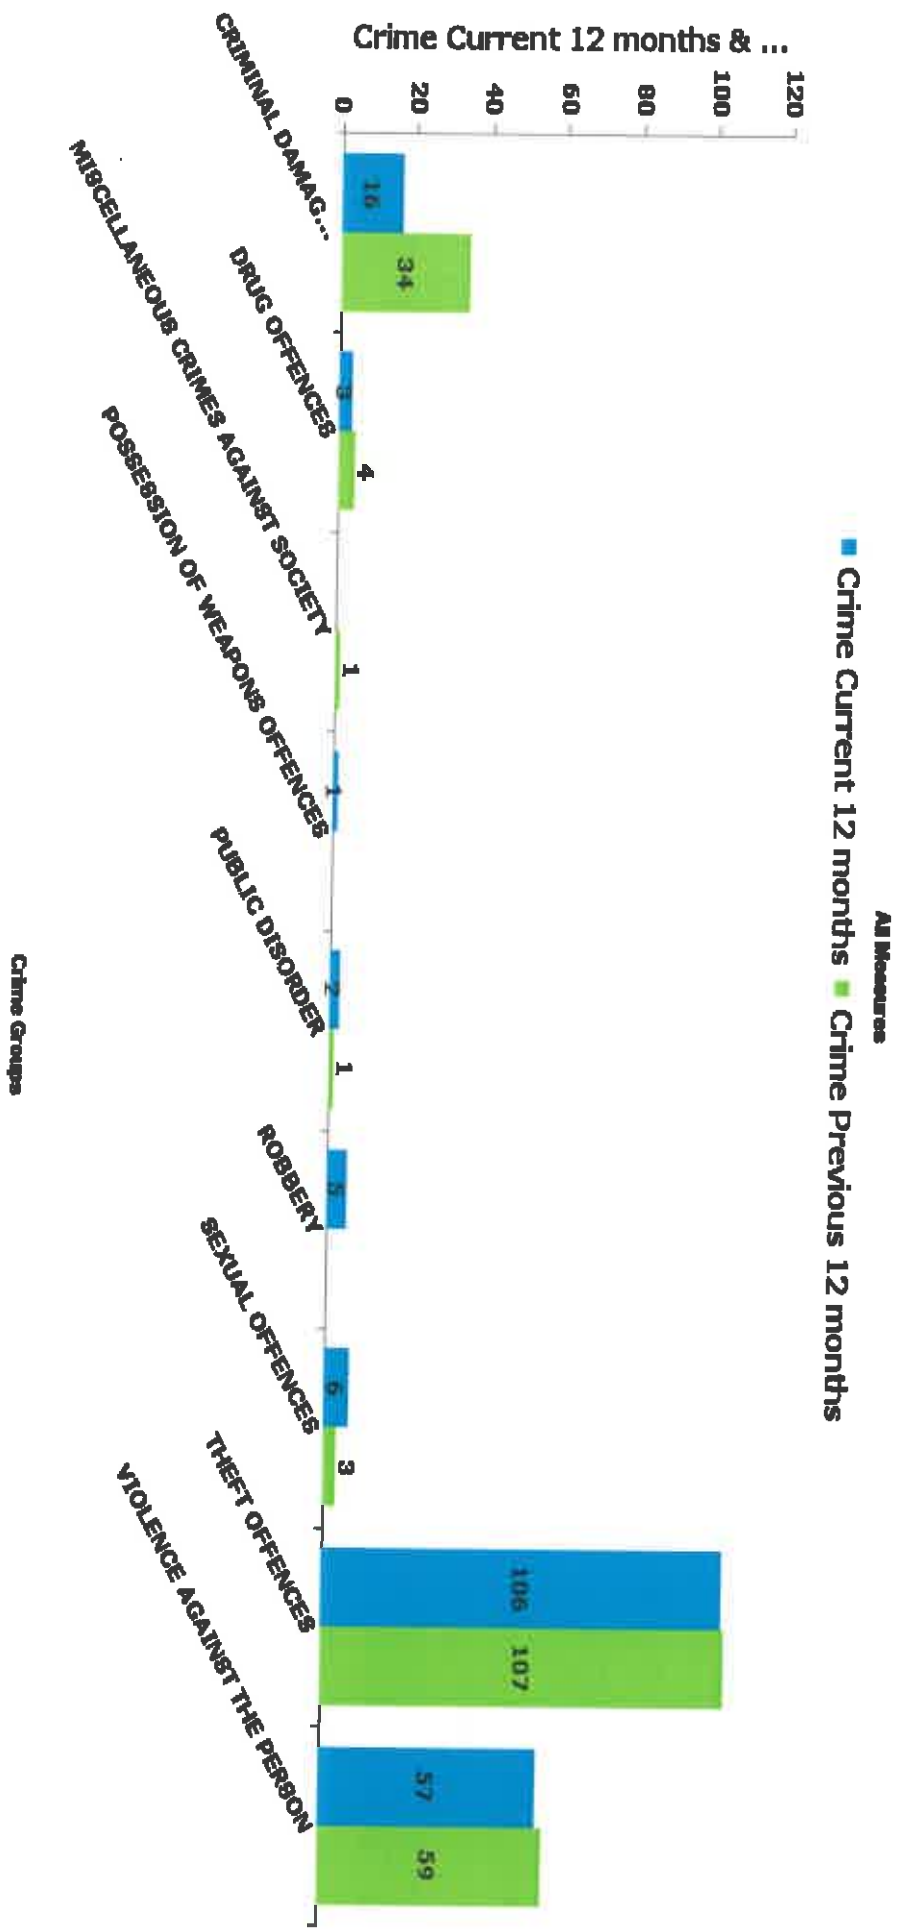 All Measures
Crime Current 12 months Crime Previous 12 months
Crime Current 12 months & ...
120
100
80
60
40
20
0
16
34
3
4
1
1
2
1
5
6
3
106
107
57
59
CRIMINAL DAMAG...
DRUG OFFENCES
MISCELLANEOUS CRIMES AGAINST SOCIETY
POSSESSION OF WEAPONS OFFENCES
PUBLIC DISORDER
ROBBERY
SEXUAL OFFENCES
THEFT OFFENCES
VIOLENCE AGAINST THE PERSON
Crime Groups